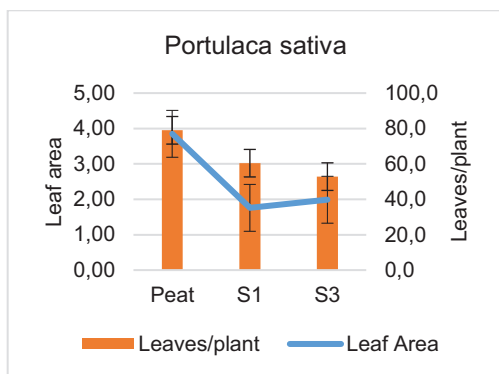 Portulaca sativa
5,00
4,00
3,00
2,00
1,00
0,00
Leaf area
100,0
80,0
60,0
40,0
20,0
0,0
Leaves/plant
Peat S1 S3
Leaves/plant Leaf Area